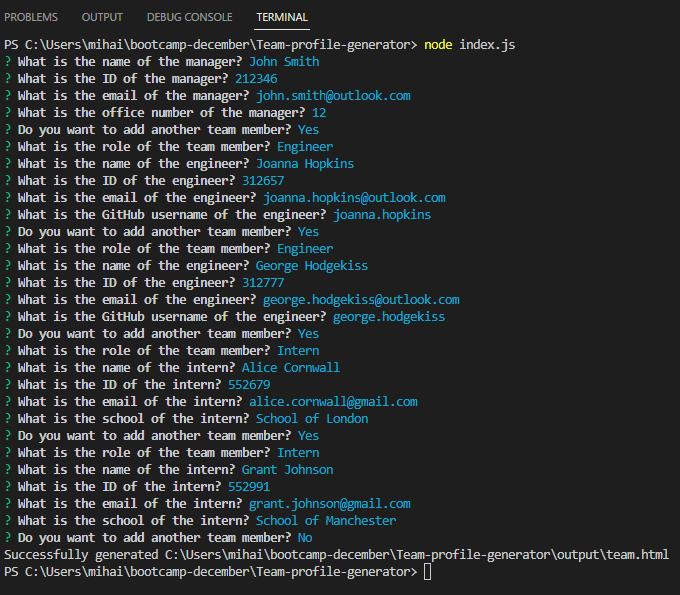 PROBLEMS OUTPUT DEBUG CONSOLE TERMINAL
PS C:\Users\mihai\bootcamp-december\Team-profile-generator> node index.js
? What is the name of the manager? John Smith
? What is the ID of the manager? 212346
? What is the email of the manager? john.smith@outlook.com
? What is the office number of the manager? 12
? Do you want to add another team member? Yes
? What is the role of the team member? Engineer
? What is the name of the engineer? Joanna Hopkins
? What is the ID of the engineer? 312657
? What is the email of the engineer? joanna.hopkins@outlook.com
? What is the GitHub username of the engineer? joanna.hopkins
? Do you want to add another team member? Yes
? What is the role of the team member? Engineer
? What is the name of the engineer? George Hodgekiss
? What is the ID of the engineer? 312777
? What is the email of the engineer? george.hodgekiss@outlook.com
? What is the GitHub username of the engineer? george.hodgekiss
? Do you want to add another team member? Yes
? What is the role of the team member? Intern
? What is the name of the intern? Alice Cornwall
? What is the ID of the intern? 552679
? What is the email of the intern? alice.cornwall@gmail.com
? What is the school of the intern? School of London
? Do you want to add another team member? Yes
? What is the role of the team member? Intern
? What is the name of the intern? Grant Johnson
? What is the ID of the intern? 552991
? What is the email of the intern? grant.johnson@gmail.com
? What is the school of the intern? School of Manchester
? Do you want to add another team member? No
Successfully generated C:\Users\mihai\bootcamp-december\Team-profile-generator\output\team.html
PS C:\Users\mihai\bootcamp-december\Team-profile-generator>